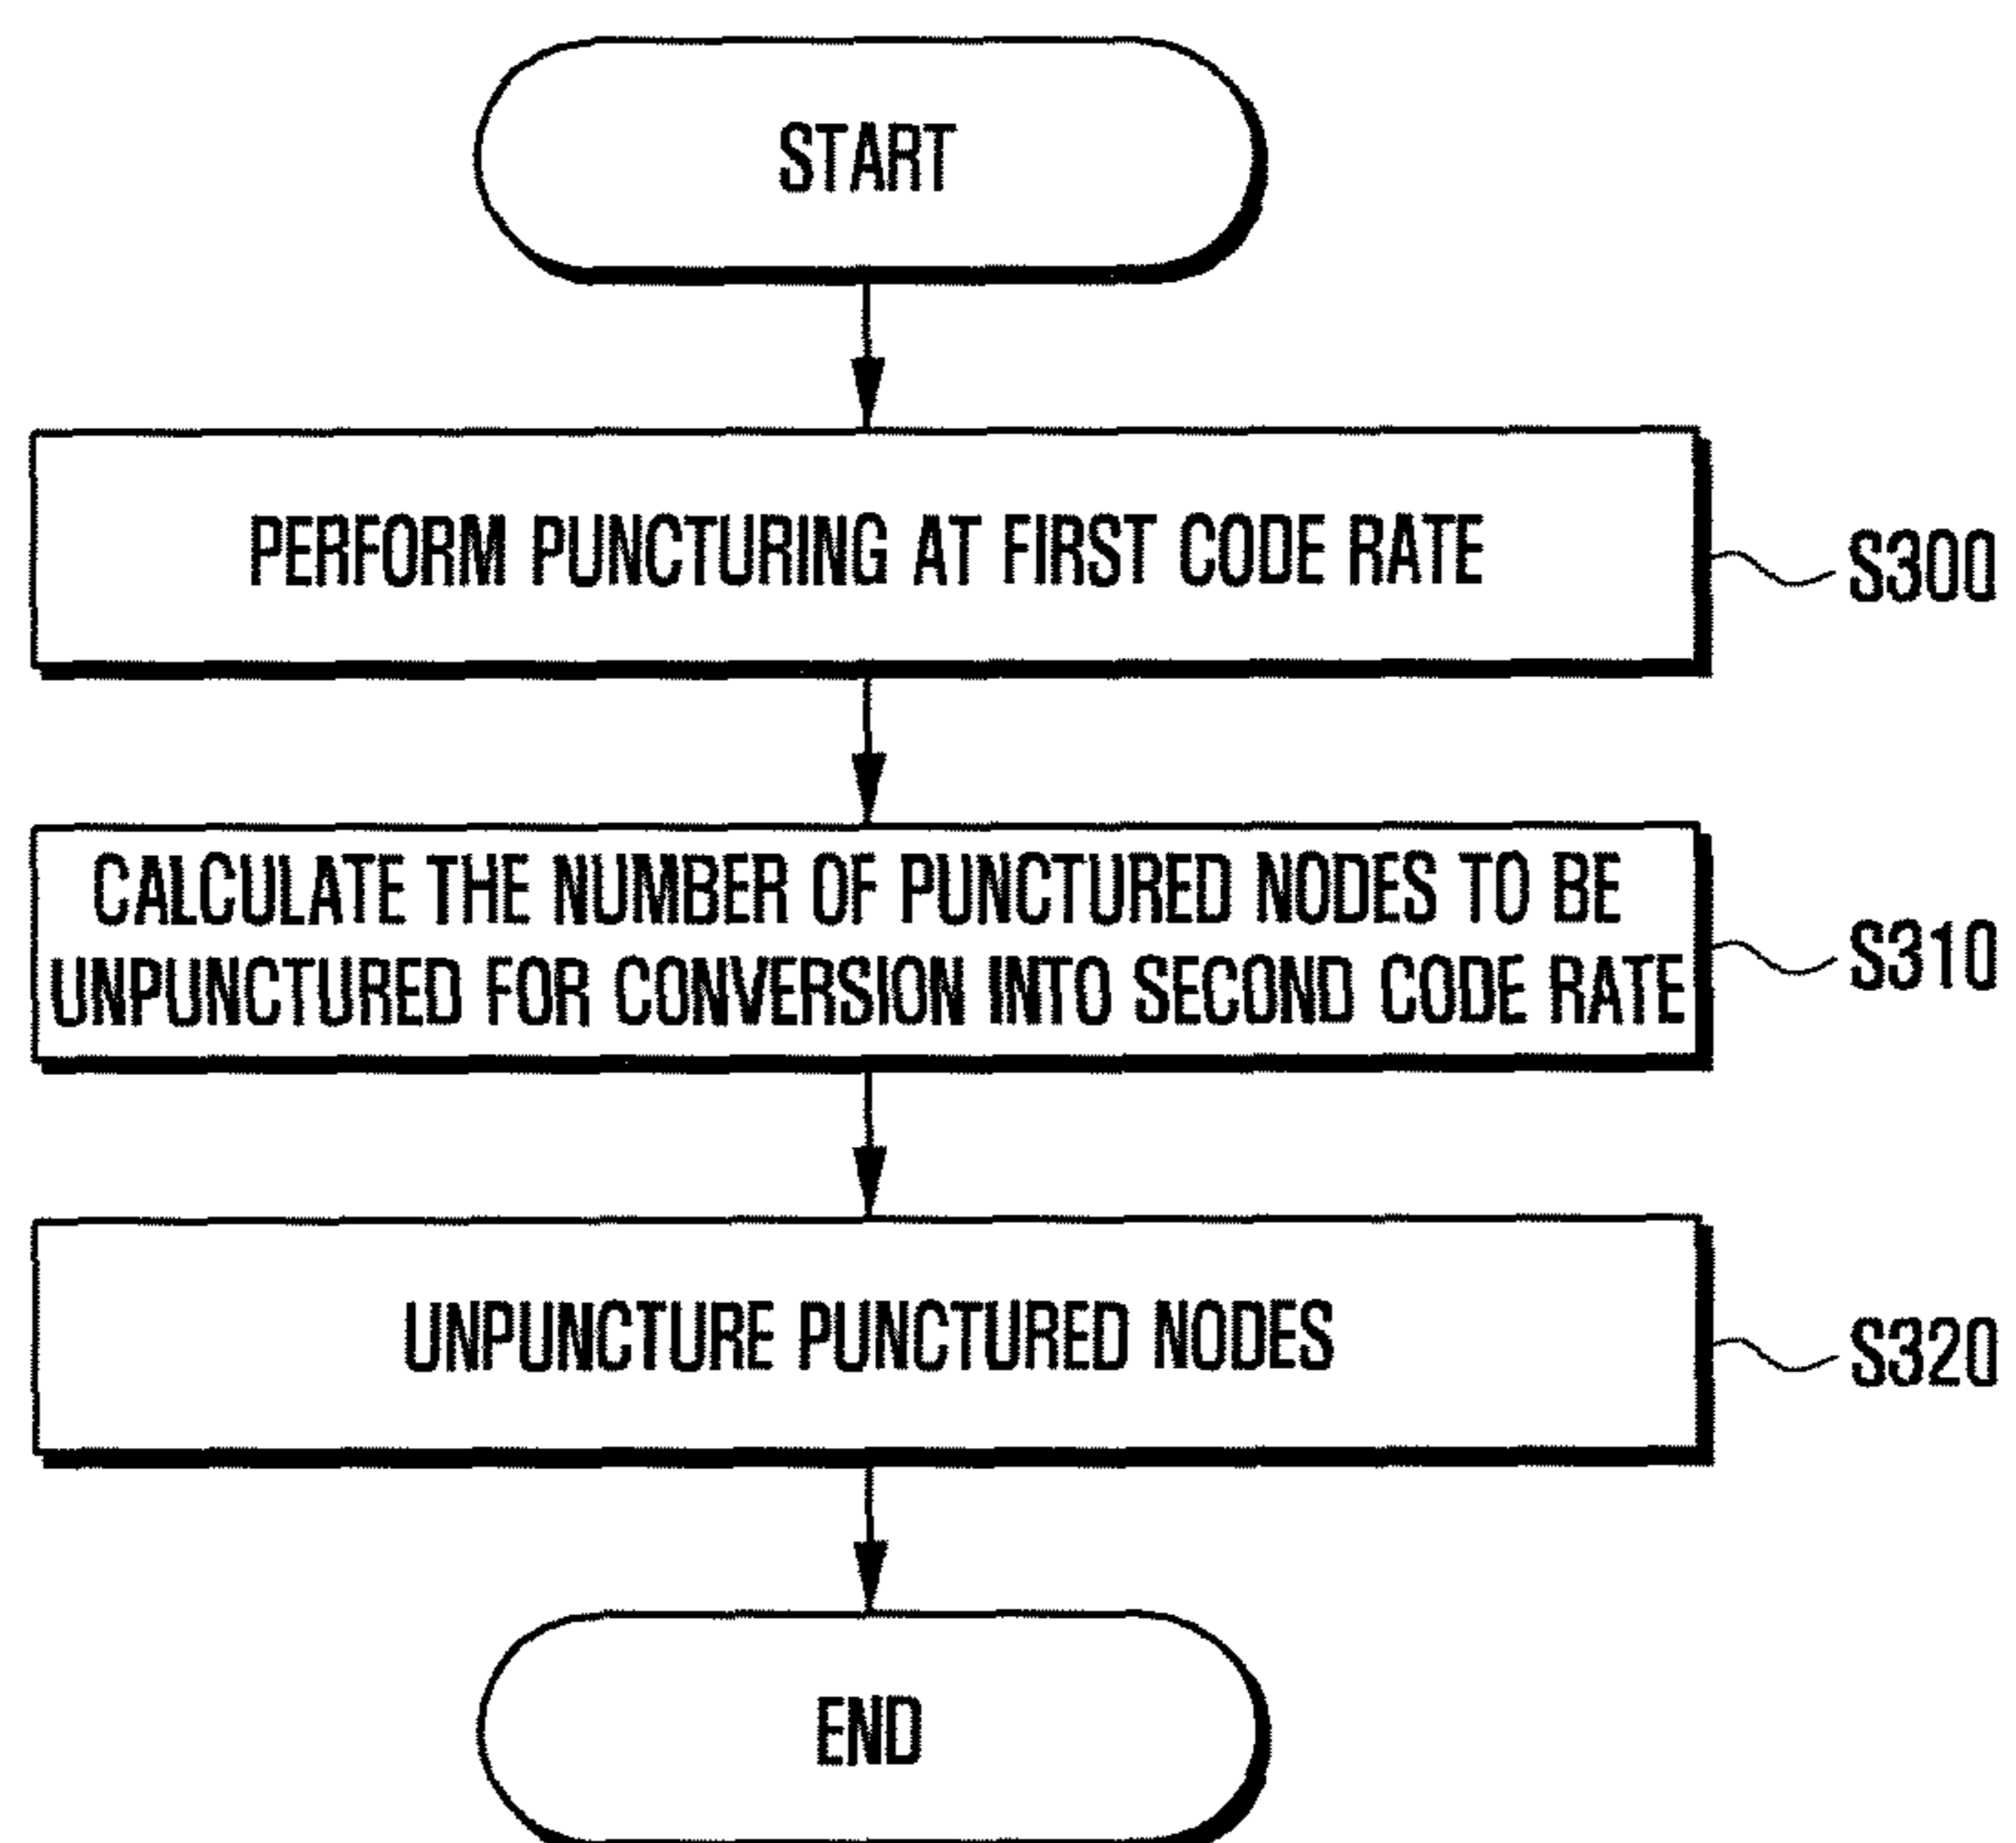 START
PERFORM PUNCTURING AT FIRST CODE RATE
S300
CALCULATE THE NUMBER OF PUNCTURED NODES TO BE
UNPUNCTURED FOR CONVERSION INTO SECOND CODE RATE
S310
UNPUNCTURE PUNCTURED NODES
S320
END